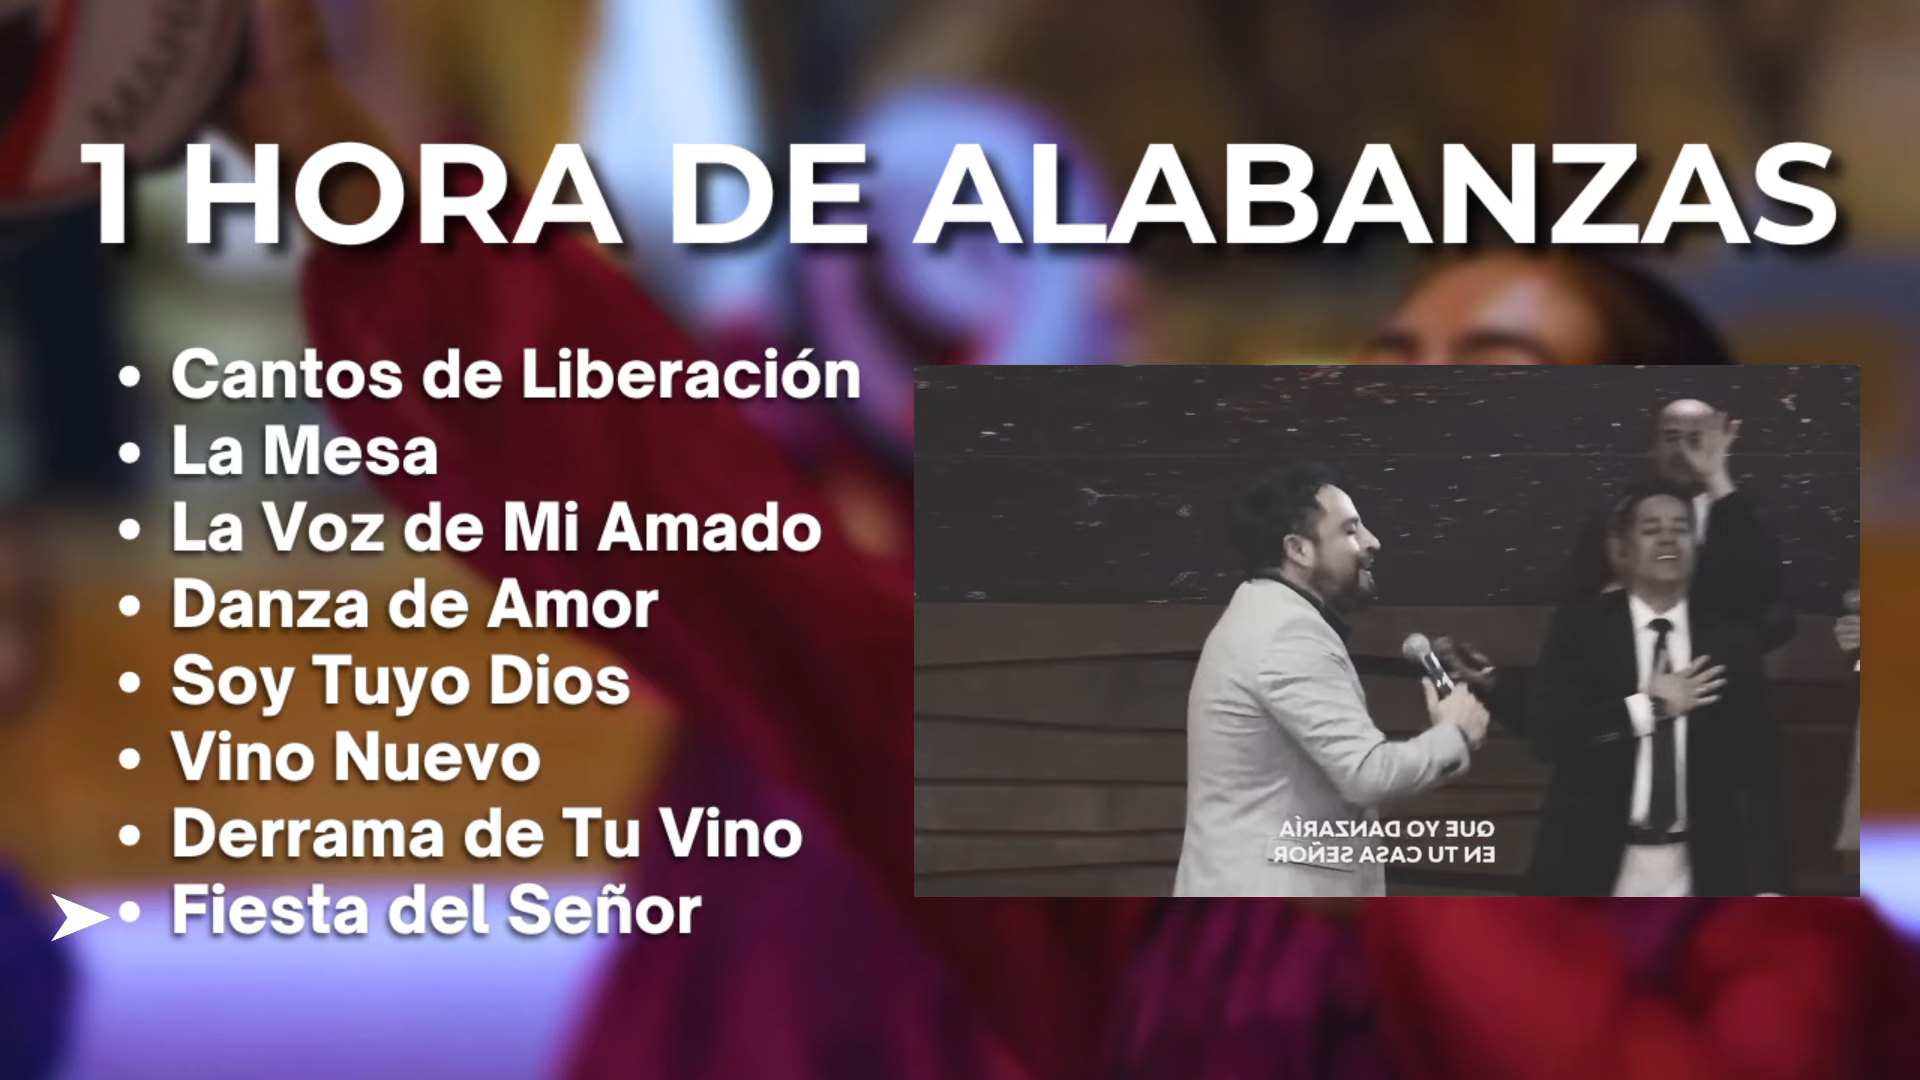 1 HORA DE ALABANZAS
• Cantos de Liberación
• La Mesa
• La Voz de Mi Amado
• Danza de Amor
• Soy Tuyo Dios
• Vino Nuevo
• Derrama de Tu Vino
• Fiesta del Señor
QUE YO DANZARÍA
EN TU CASA SEÑOR